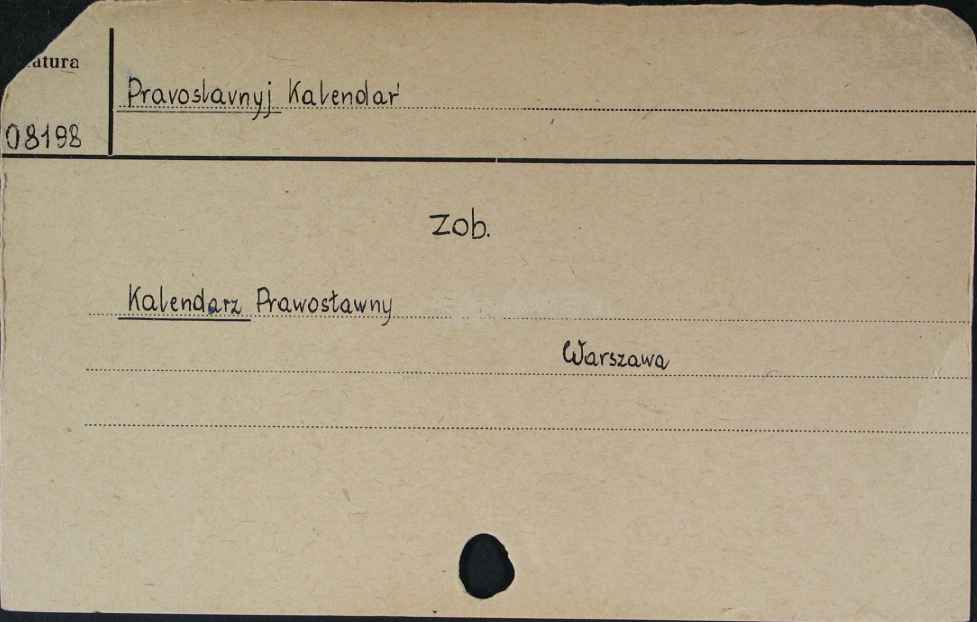 atura
Pravoslavnyj Kalendar'
08198
Zob.
Kalendarz Prawosławny
Warszawa